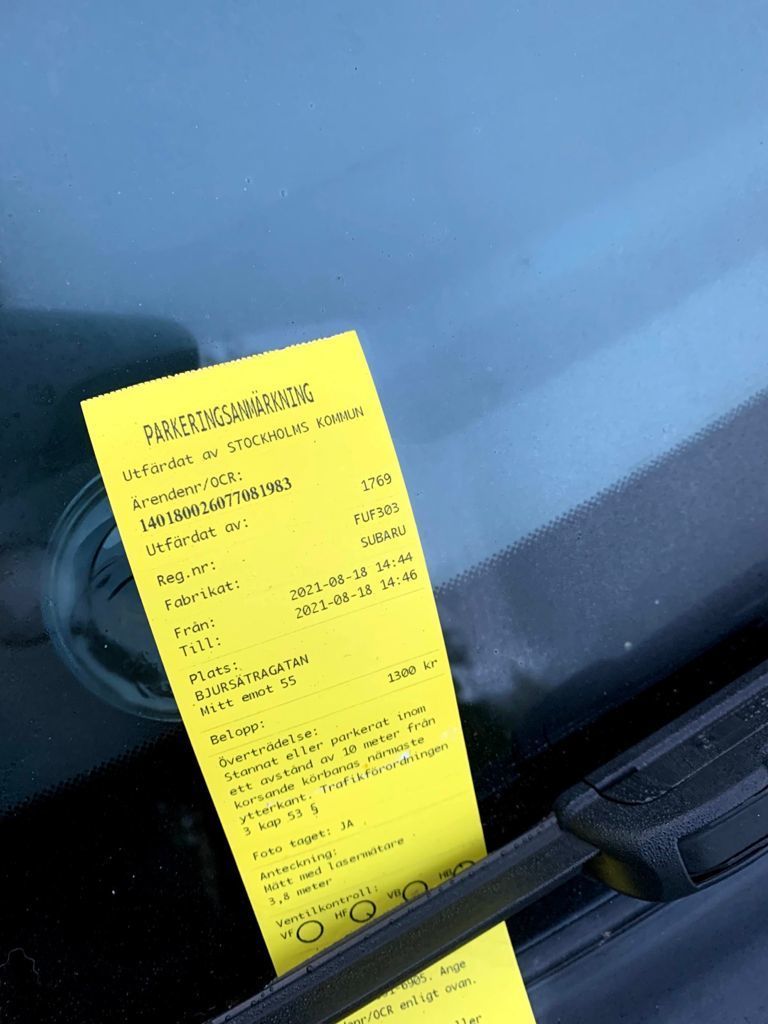 PARKERINGSANMÄRKNING
Utfärdat av STOCKHOLMS KOMMUN
Ärendenr/OCR:
140180026077081983
Utfärdat av: 1769
Reg.nr: FUF303
Fabrikat: SUBARU
Från: 2021-08-18 14:44
Till: 2021-08-18 14:46
Plats:
BJURSÄTRAGATAN
Mitt emot 55
Belopp: 1300 kr
Överträdelse:
Stannat eller parkerat inom
ett avstånd av 10 meter från
korsande körbanas närmaste
ytterkant. Trafikförordningen
3 kap 53 §
Foto taget: JA
Anteckning:
Mätt med lasermätare
3,8 meter
Ventilkontroll:
VF HF VB HB
Ange
enligt ovan.